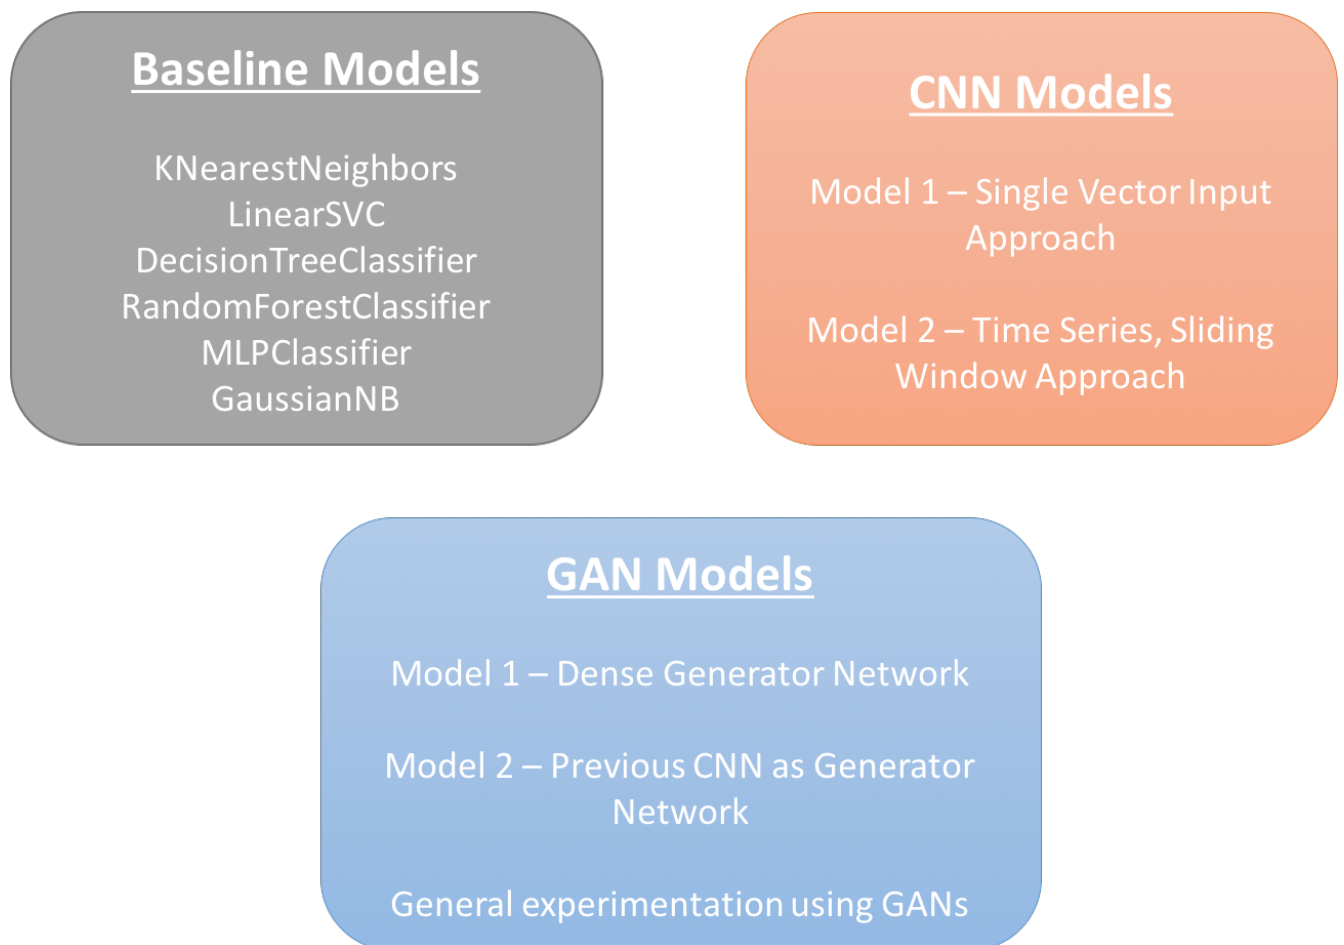 Baseline Models
KNearestNeighbors
LinearSVC
DecisionTreeClassifier
RandomForestClassifier
MLPClassifier
GaussianNB
CNN Models
Model 1 – Single Vector Input
Approach
Model 2 – Time Series, Sliding
Window Approach
GAN Models
Model 1 – Dense Generator Network
Model 2 – Previous CNN as Generator
Network
General experimentation using GANs